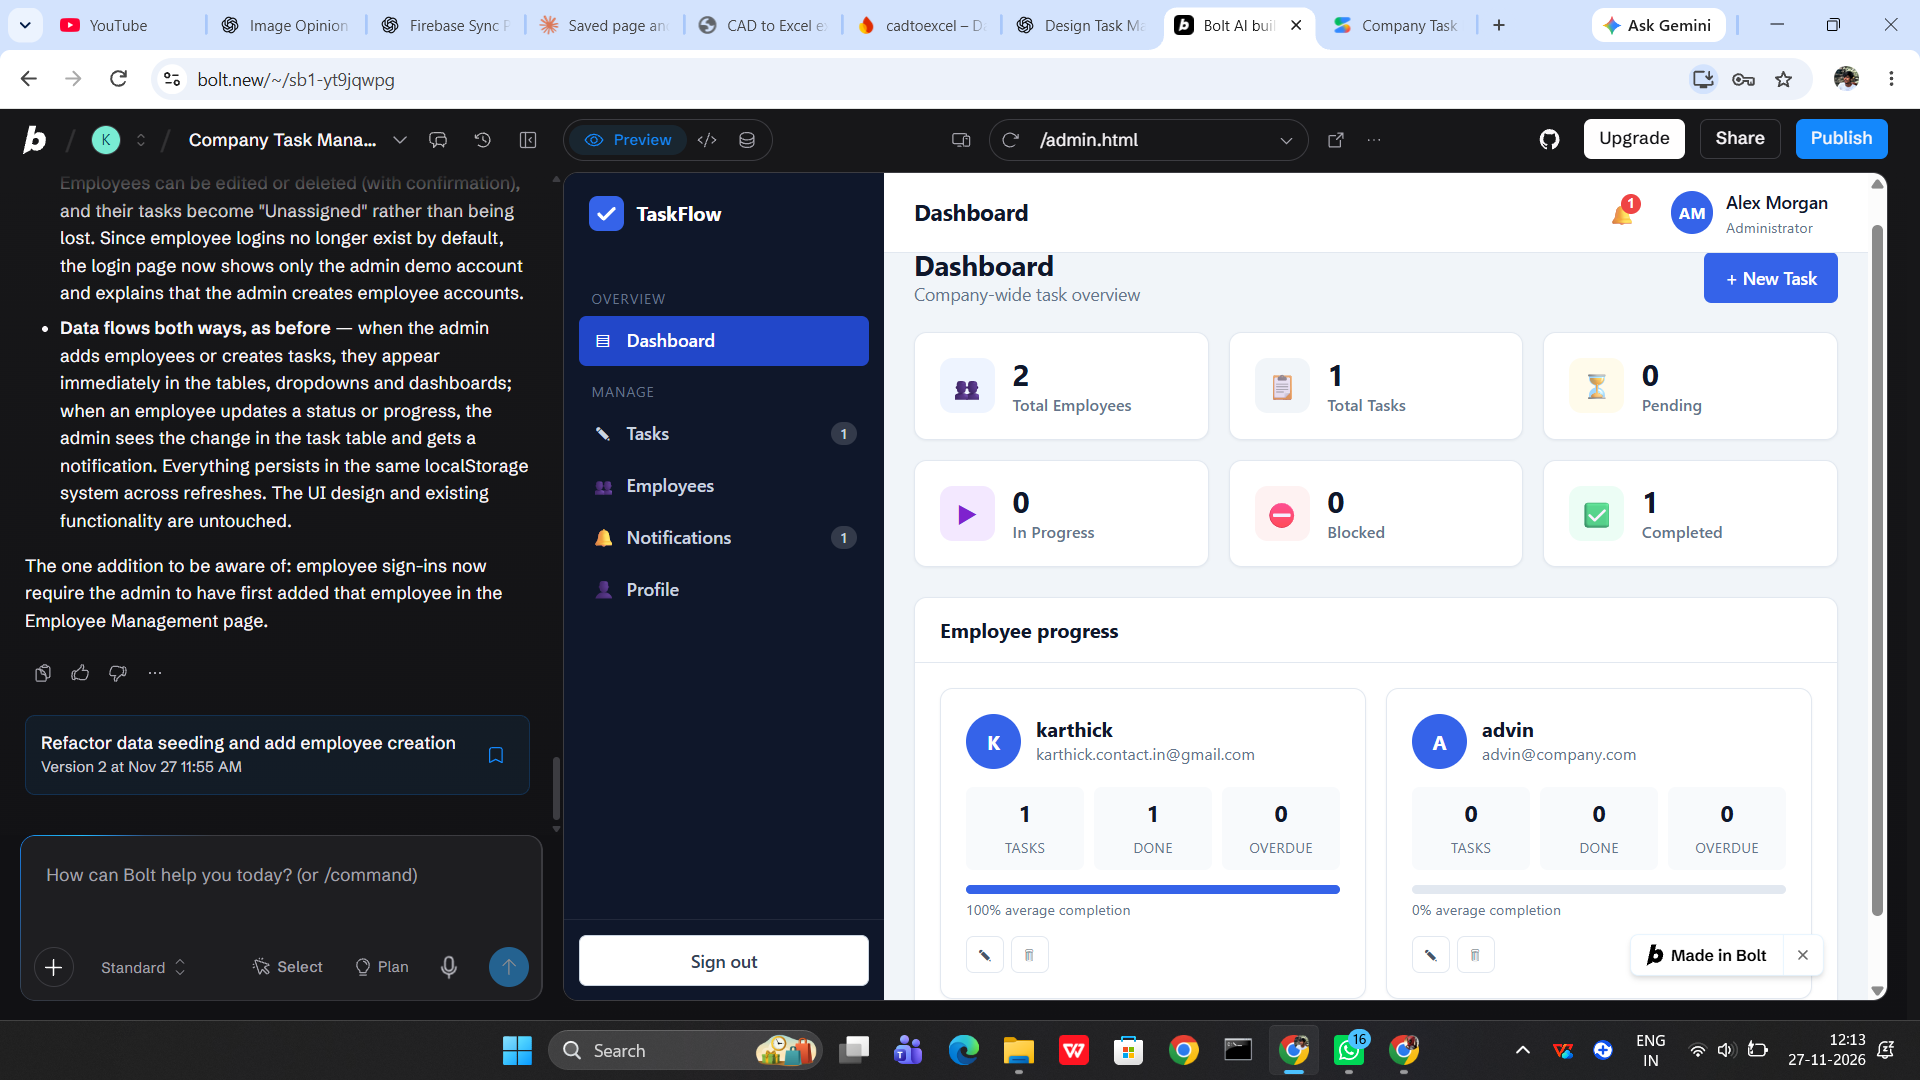 YouTube
Image Opinion
Firebase Sync P
Saved page and
CAD to Excel ex
cadtoexcel – Da
Design Task Ma
Bolt AI buil
Company Task
Ask Gemini
bolt.new/~/sb1-yt9jqwpg
K
Company Task Mana...
Preview
/admin.html
Upgrade
Share
Publish
Employees can be edited or deleted (with confirmation),
and their tasks become "Unassigned" rather than being
lost. Since employee logins no longer exist by default,
the login page now shows only the admin demo account
and explains that the admin creates employee accounts.
• Data flows both ways, as before — when the admin
adds employees or creates tasks, they appear
immediately in the tables, dropdowns and dashboards;
when an employee updates a status or progress, the
admin sees the change in the task table and gets a
notification. Everything persists in the same localStorage
system across refreshes. The UI design and existing
functionality are untouched.
The one addition to be aware of: employee sign-ins now
require the admin to have first added that employee in the
Employee Management page.
Refactor data seeding and add employee creation
Version 2 at Nov 27 11:55 AM
How can Bolt help you today? (or /command)
Standard
Select
Plan
TaskFlow
OVERVIEW
Dashboard
MANAGE
Tasks
1
Employees
Notifications
1
Profile
Sign out
Dashboard
1
AM
Alex Morgan
Administrator
Dashboard
Company-wide task overview
+ New Task
2
Total Employees
1
Total Tasks
0
Pending
0
In Progress
0
Blocked
1
Completed
Employee progress
K
karthick
karthick.contact.in@gmail.com
1
TASKS
1
DONE
0
OVERDUE
100% average completion
A
advin
advin@company.com
0
TASKS
0
DONE
0
OVERDUE
0% average completion
Made in Bolt
Search
16
ENG
IN
12:13
27-11-2026